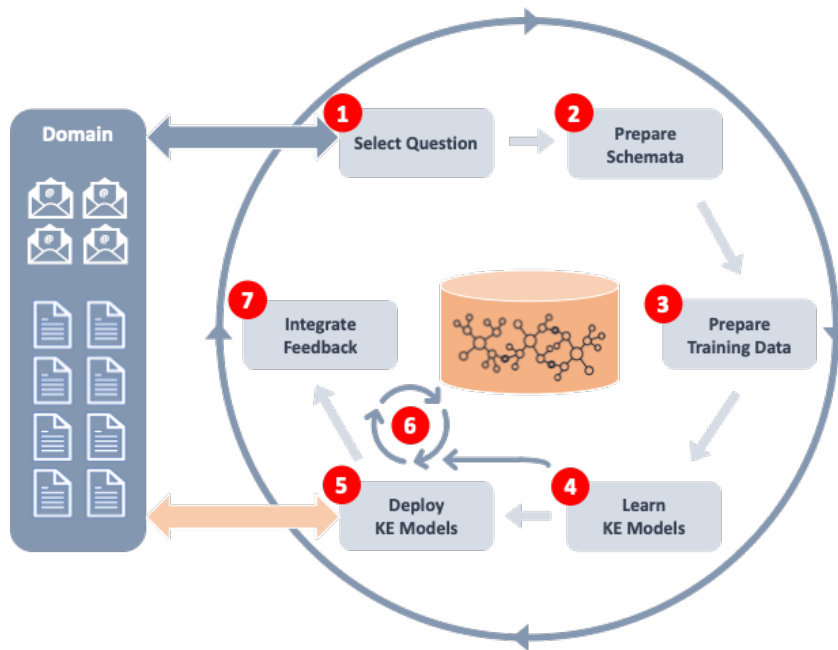 Domain
@
@
@
@
1
Select Question
2
Prepare
Schemata
3
Prepare
Training Data
4
Learn
KE Models
5
Deploy
KE Models
6
7
Integrate
Feedback